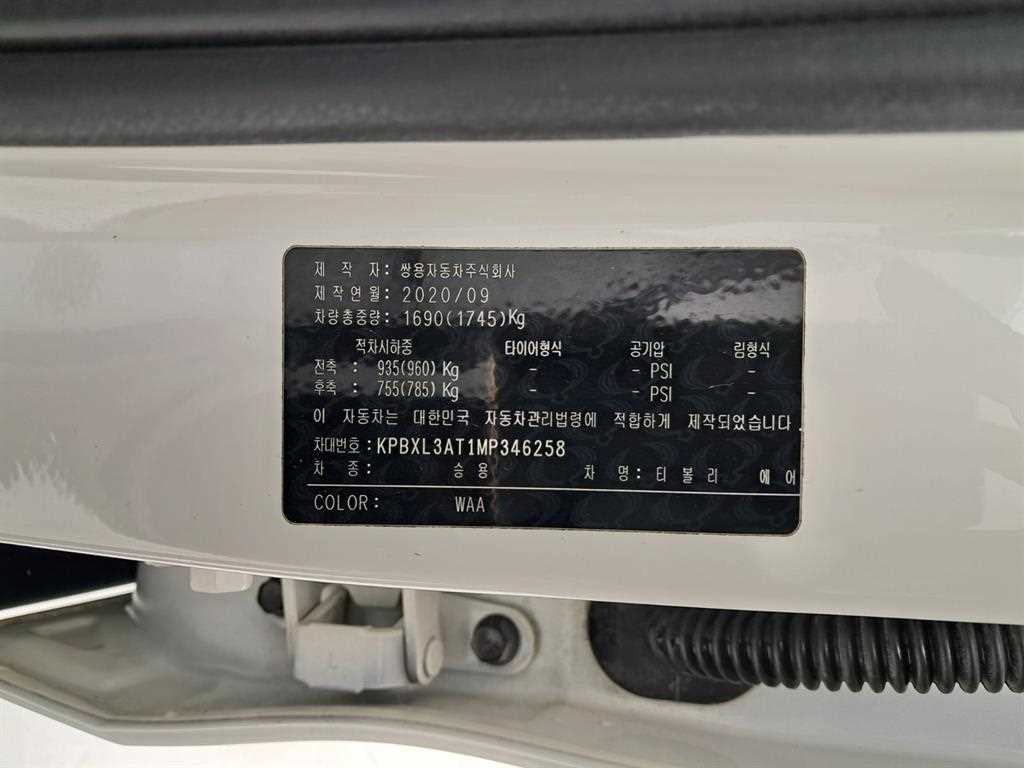 제 작 자 : 쌍용자동차주식회사
제작연월: 2020/09
차량총중량: 1690(1745)Kg
적차시하중 타이어형식 공기압 림형식
전축 : 935(960) Kg - - PSI -
후축 : 755(785) Kg - - PSI -
이 자동차는 대한민국 자동차관리법령에 적합하게 제작되었습니다.
차대번호: KPBXL3AT1MP346258
차 종: 승용 차 명: 티 볼 리 에 어
COLOR: WAA